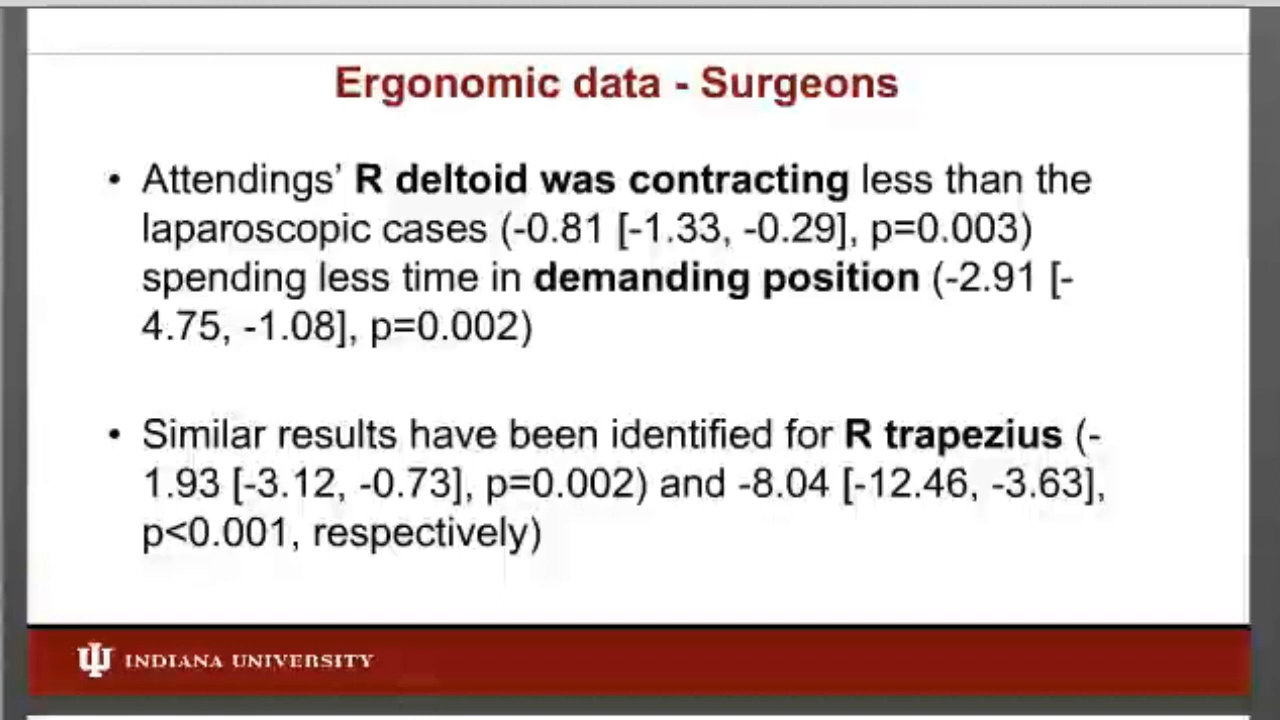 Ergonomic data - Surgeons
• Attendings’ R deltoid was contracting less than the
laparoscopic cases (-0.81 [-1.33, -0.29], p=0.003)
spending less time in demanding position (-2.91 [-
4.75, -1.08], p=0.002)
• Similar results have been identified for R trapezius (-
1.93 [-3.12, -0.73], p=0.002) and -8.04 [-12.46, -3.63],
p<0.001, respectively)
INDIANA UNIVERSITY